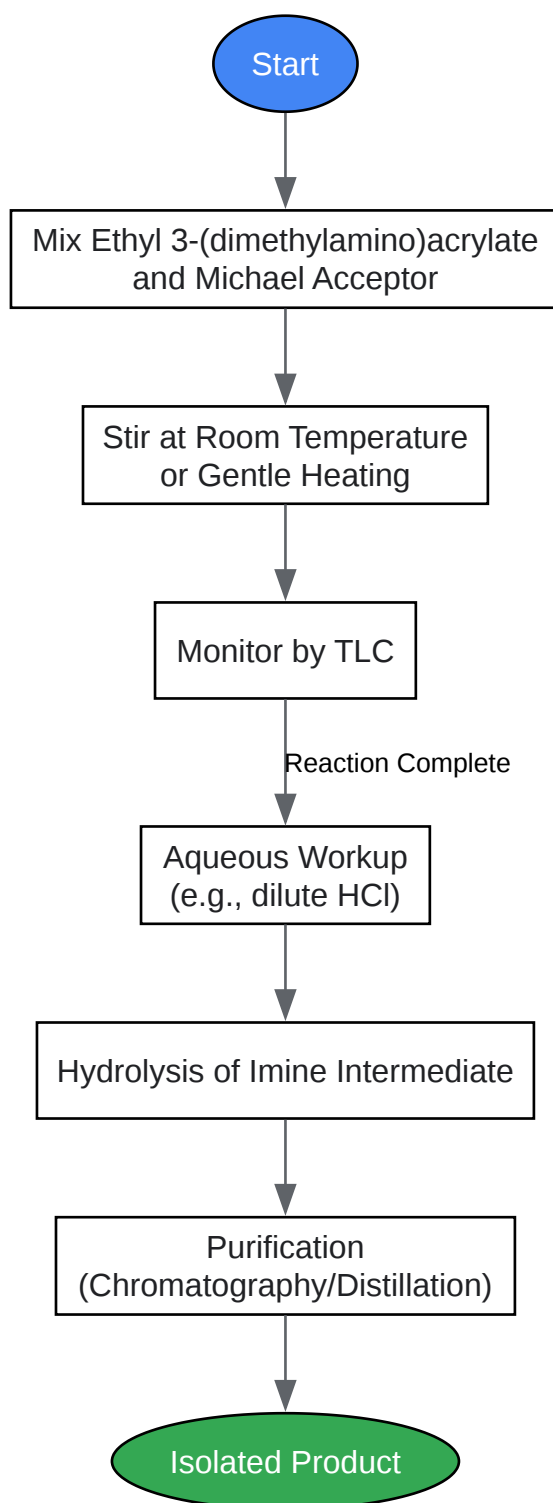 Start
Mix Ethyl 3-(dimethylamino)acrylate
and Michael Acceptor
Stir at Room Temperature
or Gentle Heating
Monitor by TLC
Reaction Complete
Aqueous Workup
(e.g., dilute HCl)
Hydrolysis of Imine Intermediate
Purification
(Chromatography/Distillation)
Isolated Product